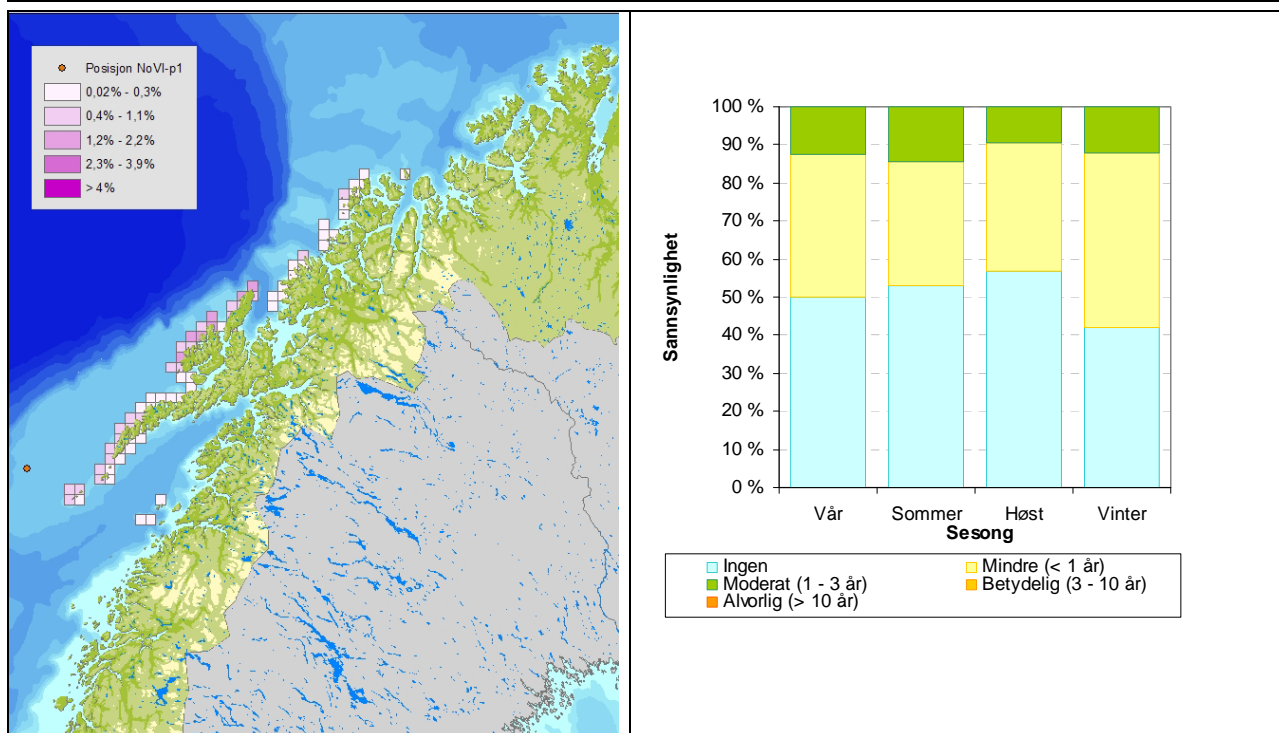 Posisjon NoVI-p1
0,02% - 0,3%
0,4% - 1,1%
1,2% - 2,2%
2,3% - 3,9%
> 4%
100 %
90 %
80 %
70 %
60 %
50 %
40 %
30 %
20 %
10 %
0 %
Sannsynlighet
Vår Sommer Høst Vinter
Sesong
Ingen Mindre (< 1 år)
Moderat (1 - 3 år) Betydelig (3 - 10 år)
Alvorlig (> 10 år)